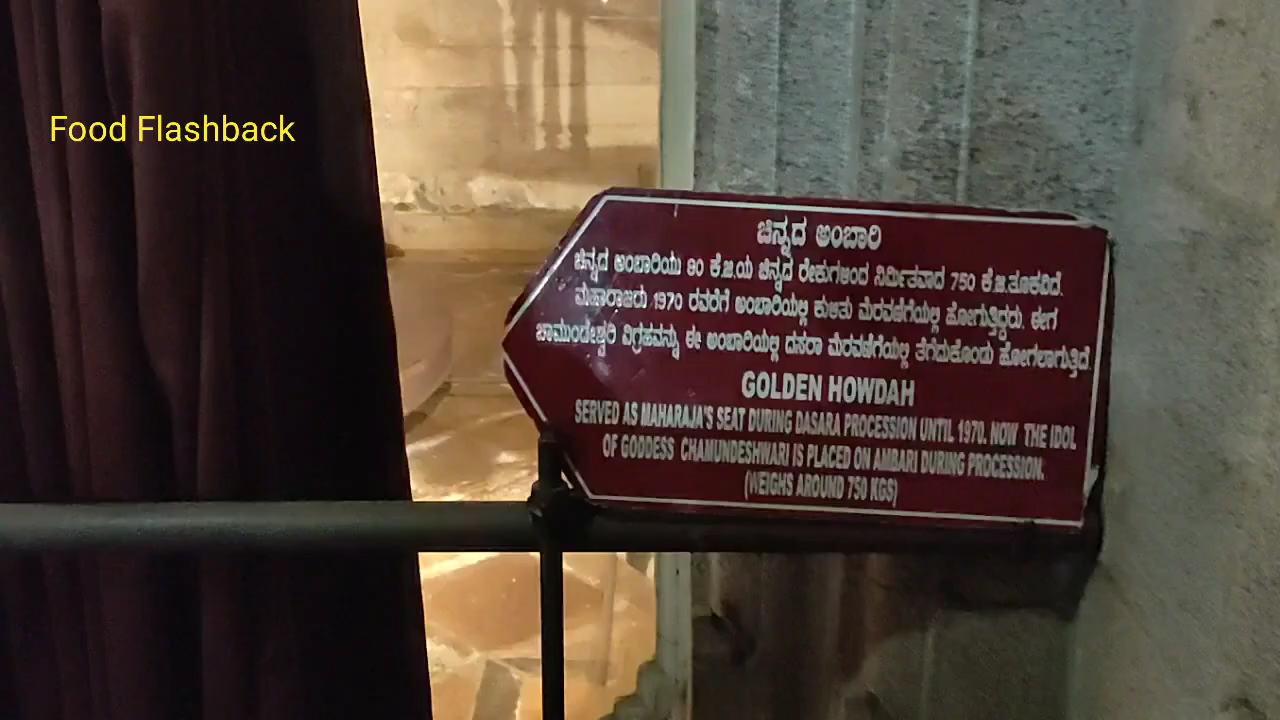 Food Flashback
ಚಿನ್ನದ ಅಂಬಾರಿ
ಚಿನ್ನದ ಅಂಬಾರಿಯು 80 ಕೆ.ಜಿ.ಯ ಚಿನ್ನದ ರೇಕುಗಳಿಂದ ನಿರ್ಮಿತವಾದ 750 ಕೆ.ಜಿ.ತೂಕವಿದೆ.
ಮಹಾರಾಜರು 1970 ರವರೆಗೆ ಅಂಬಾರಿಯಲ್ಲಿ ಕುಳಿತು ಮೆರವಣಿಗೆಯಲ್ಲಿ ಹೋಗುತ್ತಿದ್ದರು. ಈಗ
ಚಾಮುಂಡೇಶ್ವರಿ ವಿಗ್ರಹವನ್ನು ಈ ಅಂಬಾರಿಯಲ್ಲಿ ದಸರಾ ಮೆರವಣಿಗೆಯಲ್ಲಿ ತೆಗೆದುಕೊಂಡು ಹೋಗಲಾಗುತ್ತಿದೆ.
GOLDEN HOWDAH
SERVED AS MAHARAJA'S SEAT DURING DASARA PROCESSION UNTIL 1970. NOW THE IDOL
OF GODDESS CHAMUNDESHWARI IS PLACED ON AMBARI DURING PROCESSION.
(WEIGHS AROUND 750 KGS)